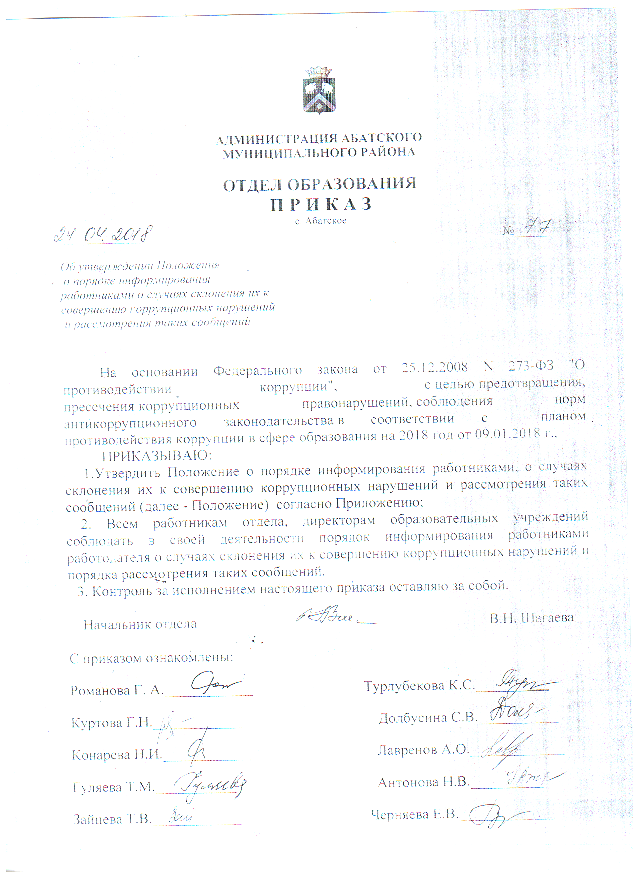 АДМИНИСТРАЦИЯ АБАТСКОГО
МУНИЦИПАЛЬНОГО РАЙОНА
ОТДЕЛ ОБРАЗОВАНИЯ
П Р И К А З
с. Абатское
24 04 2018 № 77
Об утверждении Положения
о порядке информирования
работниками о случаях склонения их к
совершению коррупционных нарушений
и рассмотрения таких сообщений
На основании Федерального закона от 25.12.2008 N 273-ФЗ "О
противодействии коррупции", с целью предотвращения,
пресечения коррупционных правонарушений, соблюдения норм
антикоррупционного законодательства в соответствии с планом
противодействия коррупции в сфере образования на 2018 год от 09.01.2018 г.,
ПРИКАЗЫВАЮ:
1.Утвердить Положение о порядке информирования работниками, о случаях
склонения их к совершению коррупционных нарушений и рассмотрения таких
сообщений (далее - Положение) согласно Приложению;
2. Всем работникам отдела, директорам образовательных учреждений
соблюдать в своей деятельности порядок информирования работниками
работодателя о случаях склонения их к совершению коррупционных нарушений и
порядка рассмотрения таких сообщений.
3. Контроль за исполнением настоящего приказа оставляю за собой.
Начальник отдела В.П. Шагаева
С приказом ознакомлены:
Романова Г. А. Турлубекова К.С.
Куртова Г.Н. Долбусина С.В.
Конарева Н.И. Лавренов А.О.
Гуляева Т.М. Антонова Н.В.
Зайцева Т.В. Черняева Е.В.